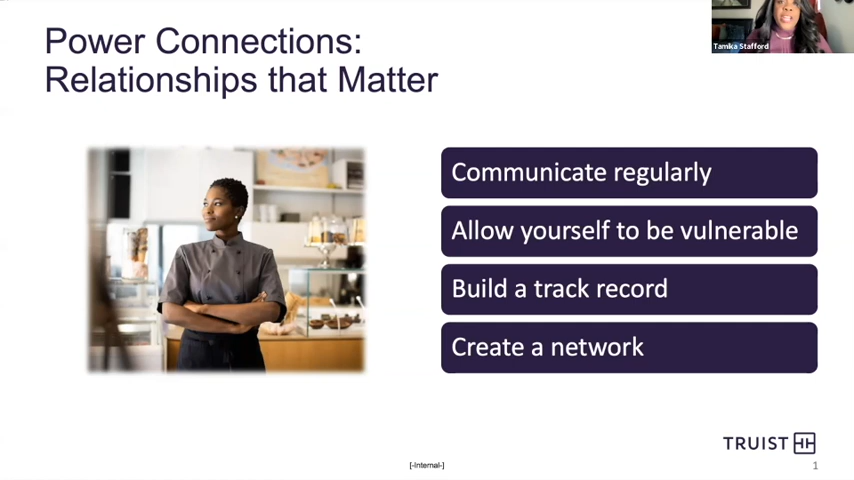 Power Connections:
Relationships that Matter
Tamika Stafford
Communicate regularly
Allow yourself to be vulnerable
Build a track record
Create a network
TRUIST
[-Internal-]
1